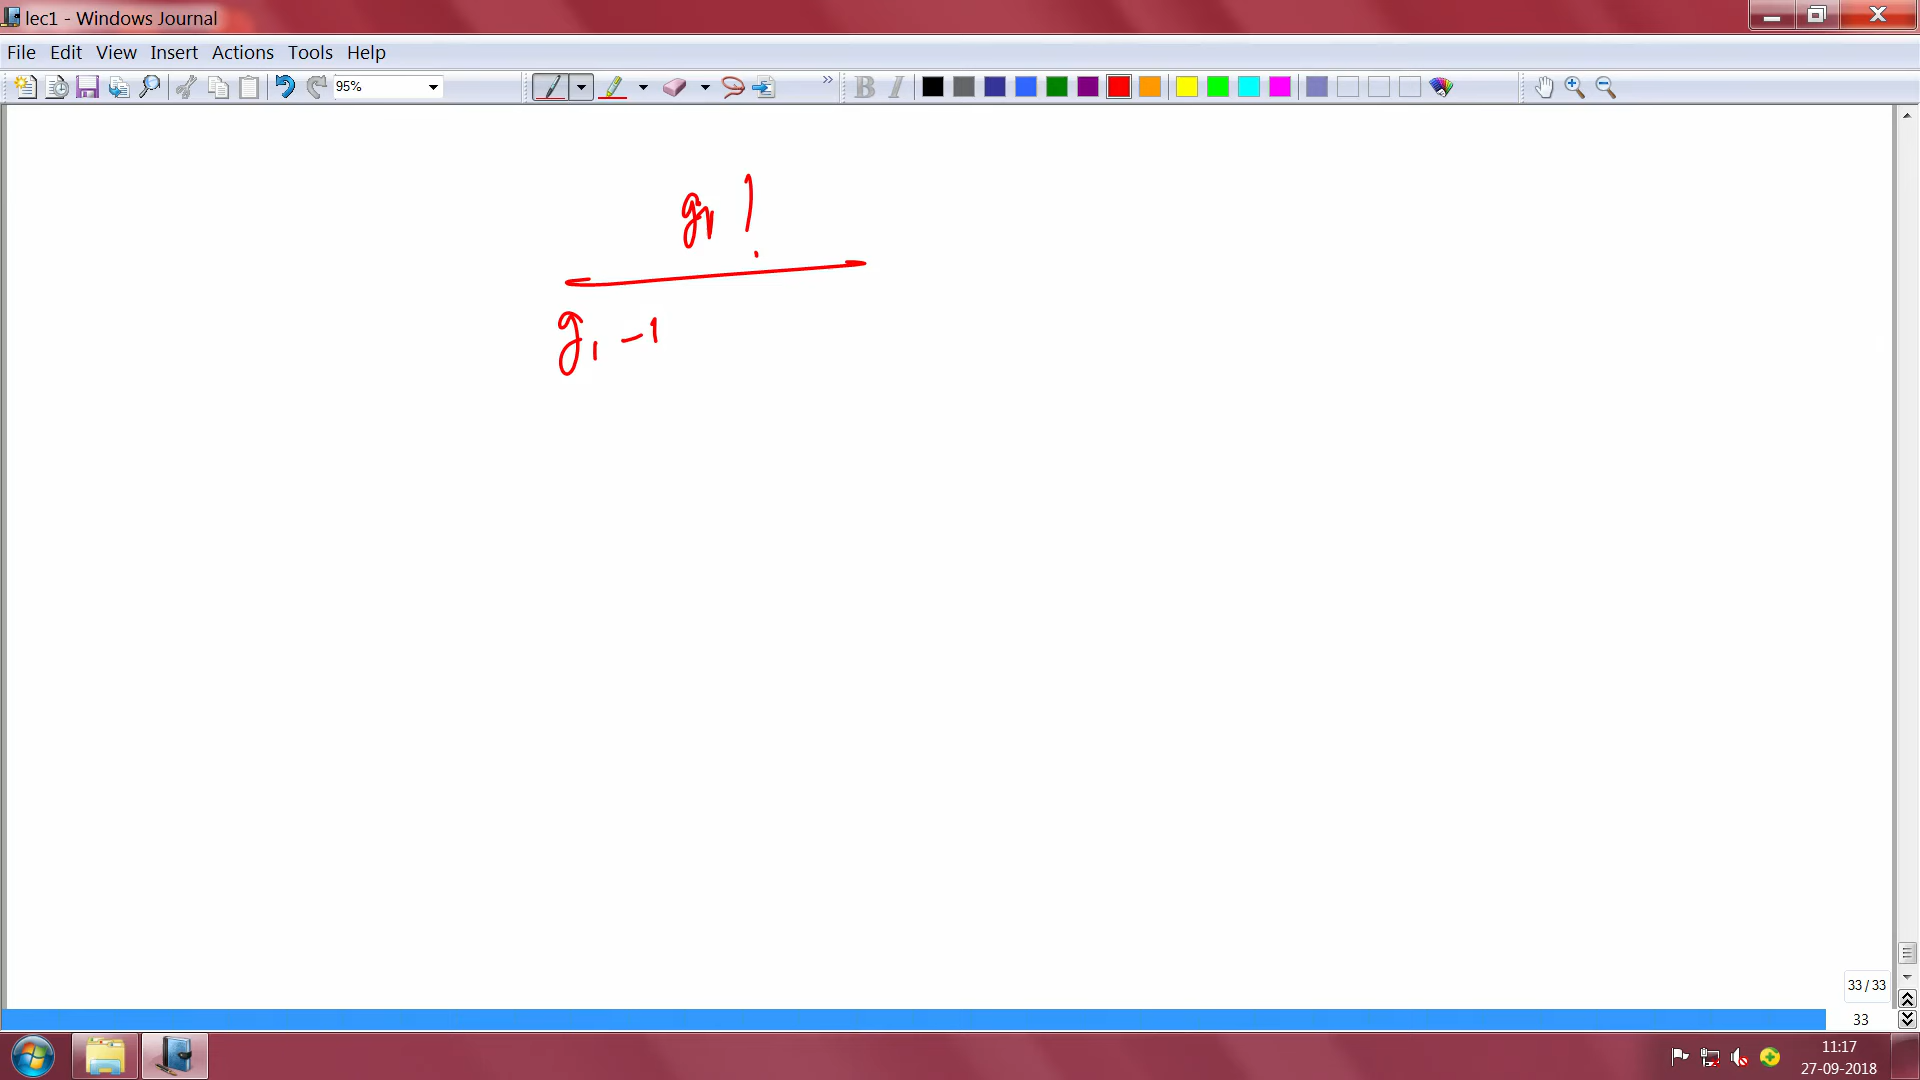 lec1 - Windows Journal
File Edit View Insert Actions Tools Help
95%
B I
g₁ !
g₁ -1
33 / 33
33
11:17
27-09-2018